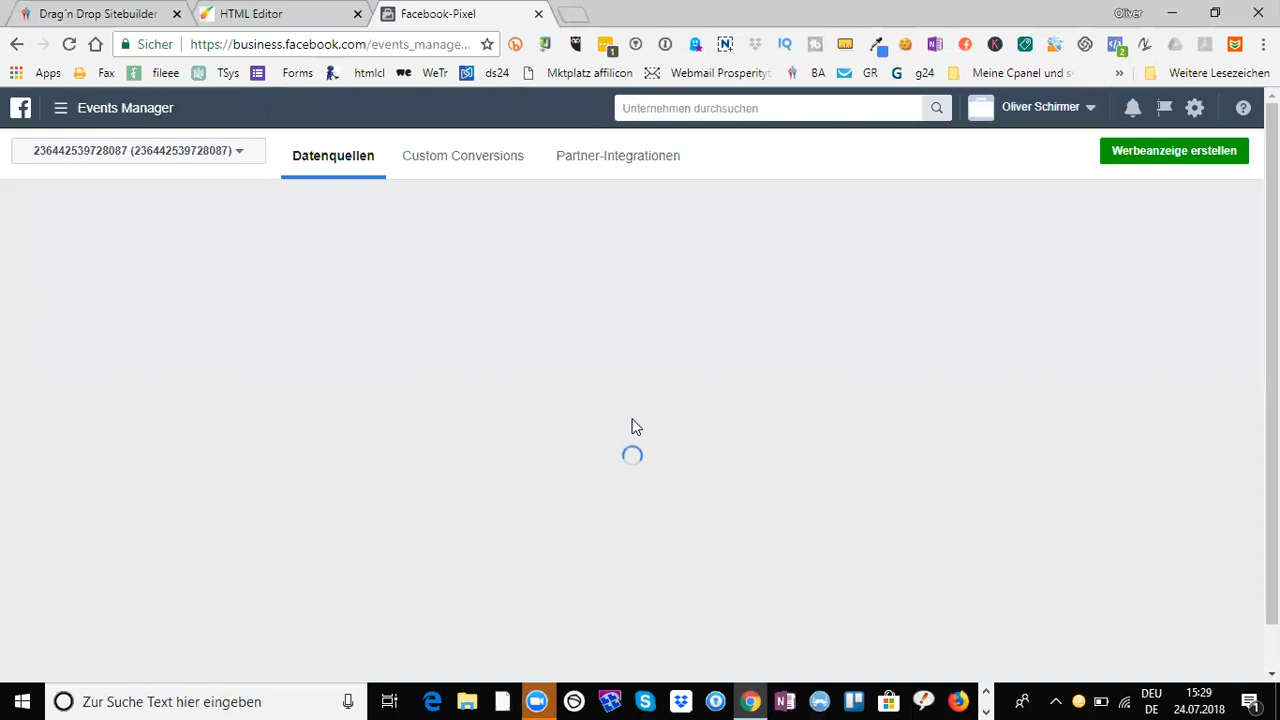 Drag´n Drop Sitebuilder
HTML Editor
Facebook-Pixel
Oliver
Sicher
https://business.facebook.com/events_manage...
1
2
Apps
Fax
fileee
TSys
Forms
htmlcl
WeTr
ds24
Mktplatz affilicon
Webmail Prosperity
BA
GR
g24
Meine Cpanel und s
»
Weitere Lesezeichen
Events Manager
Unternehmen durchsuchen
Oliver Schirmer
236442539728087 (236442539728087)
Datenquellen
Custom Conversions
Partner-Integrationen
Werbeanzeige erstellen
Zur Suche Text hier eingeben
DEU
DE
15:29
24.07.2018
1